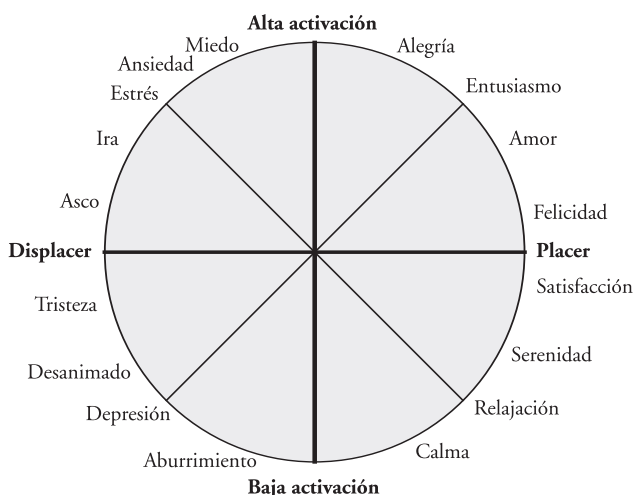 Alta activación
Miedo
Alegría
Ansiedad
Entusiasmo
Estrés
Ira
Amor
Asco
Felicidad
Displacer
Placer
Satisfacción
Tristeza
Serenidad
Desanimado
Relajación
Depresión
Calma
Aburrimiento
Baja activación